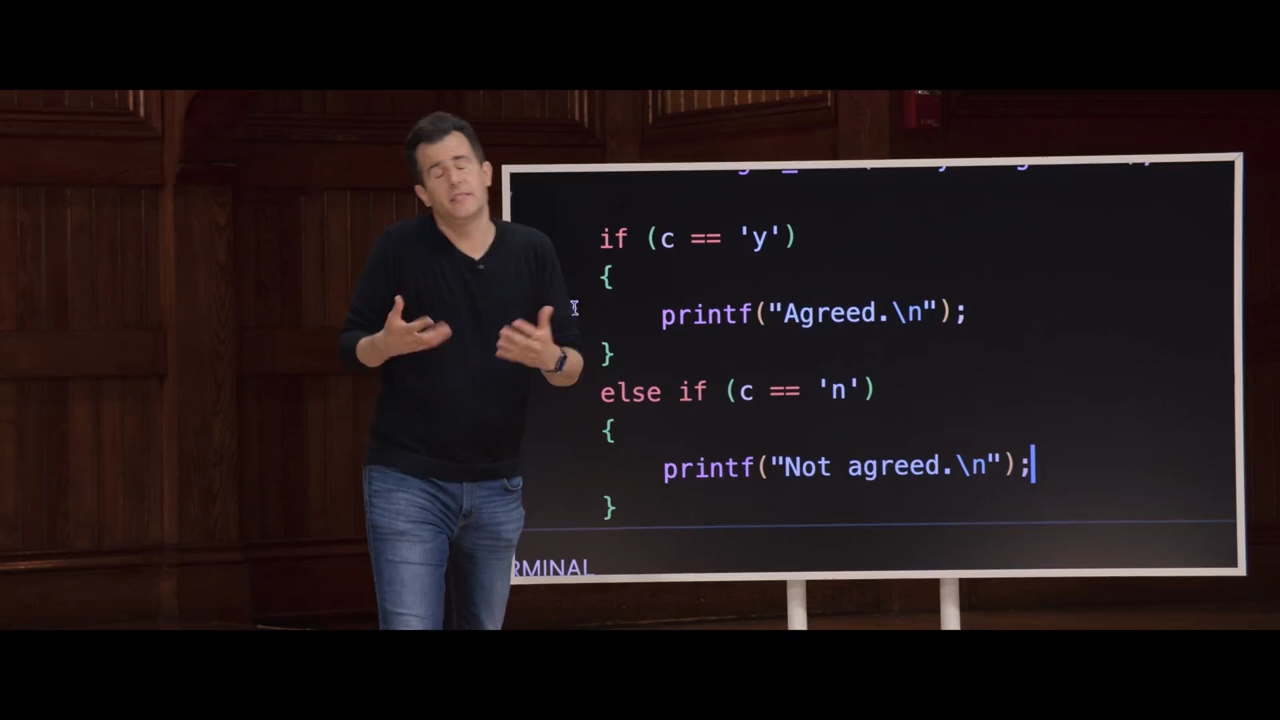 if (c == 'y')
{
printf("Agreed.\n");
}
else if (c == 'n')
{
printf("Not agreed.\n");
}
RMINAL